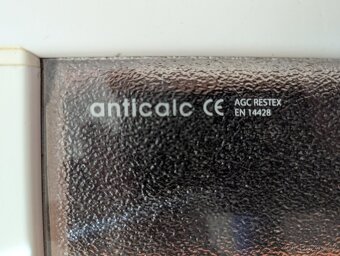 anticalc CE AGC RESTEX
EN 14428